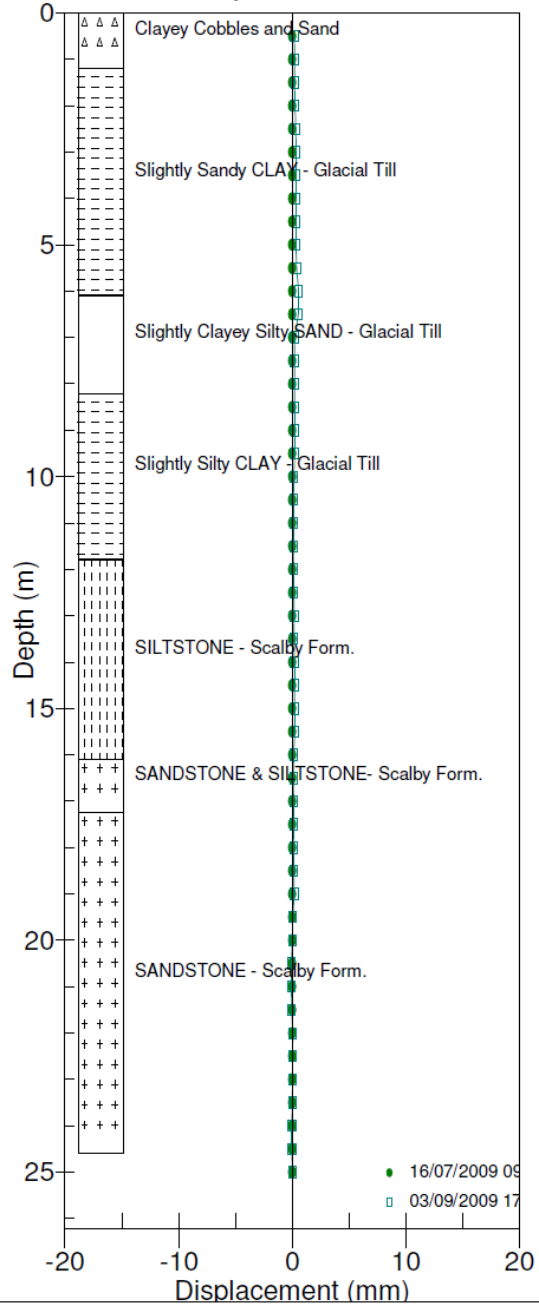 0
Clayey Cobbles and Sand
Slightly Sandy CLAY - Glacial Till
5
Slightly Clayey Silty SAND - Glacial Till
Slightly Silty CLAY - Glacial Till
10
Depth (m)
SILTSTONE - Scalby Form.
15
SANDSTONE & SILTSTONE- Scalby Form.
20
SANDSTONE - Scalby Form.
25
16/07/2009 09
03/09/2009 17
-20 -10 0 10 20
Displacement (mm)